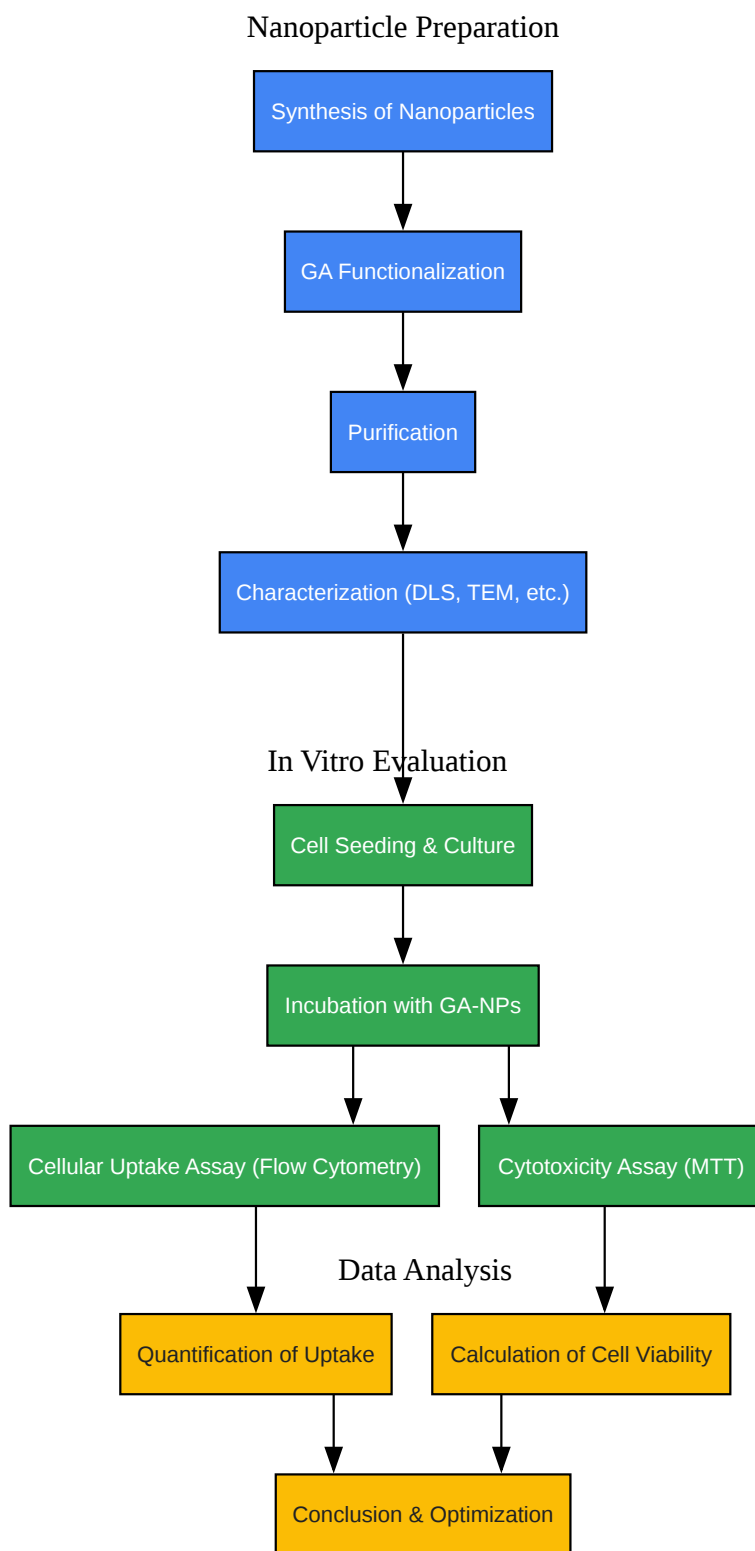 Nanoparticle Preparation
Synthesis of Nanoparticles
GA Functionalization
Purification
Characterization (DLS, TEM, etc.)
In Vitro Evaluation
Cell Seeding & Culture
Incubation with GA-NPs
Cellular Uptake Assay (Flow Cytometry)
Cytotoxicity Assay (MTT)
Data Analysis
Quantification of Uptake
Calculation of Cell Viability
Conclusion & Optimization